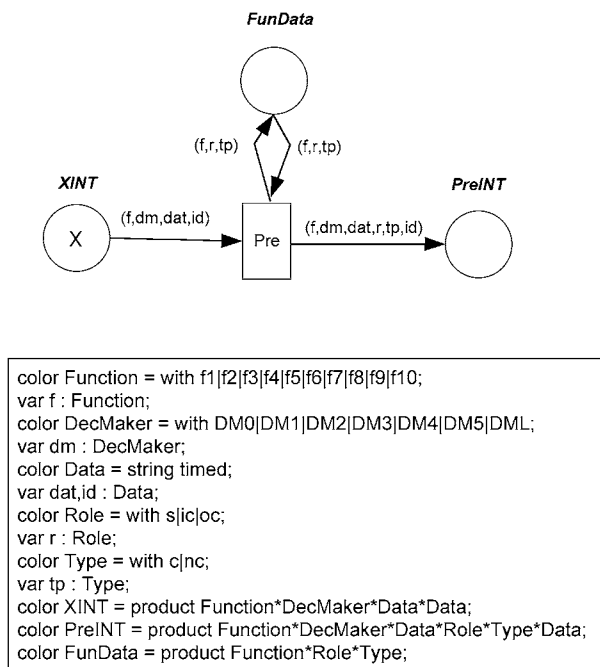 FunData
(f,r,tp) (f,r,tp)
XINT
PreINT
(f,dm,dat,id)
(f,dm,dat,r,tp,id)
X
Pre
color Function = with f1|f2|f3|f4|f5|f6|f7|f8|f9|f10;
var f : Function;
color DecMaker = with DM0|DM1|DM2|DM3|DM4|DM5|DML;
var dm : DecMaker;
color Data = string timed;
var dat,id : Data;
color Role = with s|ic|oc;
var r : Role;
color Type = with c|nc;
var tp : Type;
color XINT = product Function*DecMaker*Data*Data;
color PreINT = product Function*DecMaker*Data*Role*Type*Data;
color FunData = product Function*Role*Type;